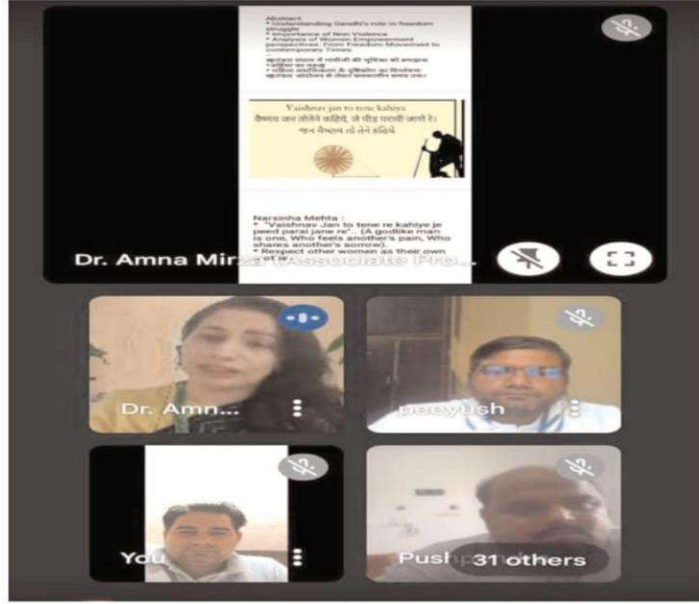 Abstract:
* Understanding Gandhi's role in freedom
struggle
* Importance of Non Violence
* Analysis of Women Empowerment
perspectives: From Freedom Movement to
contemporary Times.
में गांधीजी की भूमिका को समझना
Vaishnav jan to tene kahiye
वैष्णव जन तो तेने कहिये, जे पीड़ परायी जाणे रे।
Narsinha Mehta :
* "Vaishnav Jan to tene re kahiye je
peed parai jane re".. (A godlike man
is one, Who feels another's pain, Who
shares another's sorrow).
* Respect other women as their own
Dr. Amna Mirza (Associate Pro...
Dr. Amn...
peeyush
You
31 others